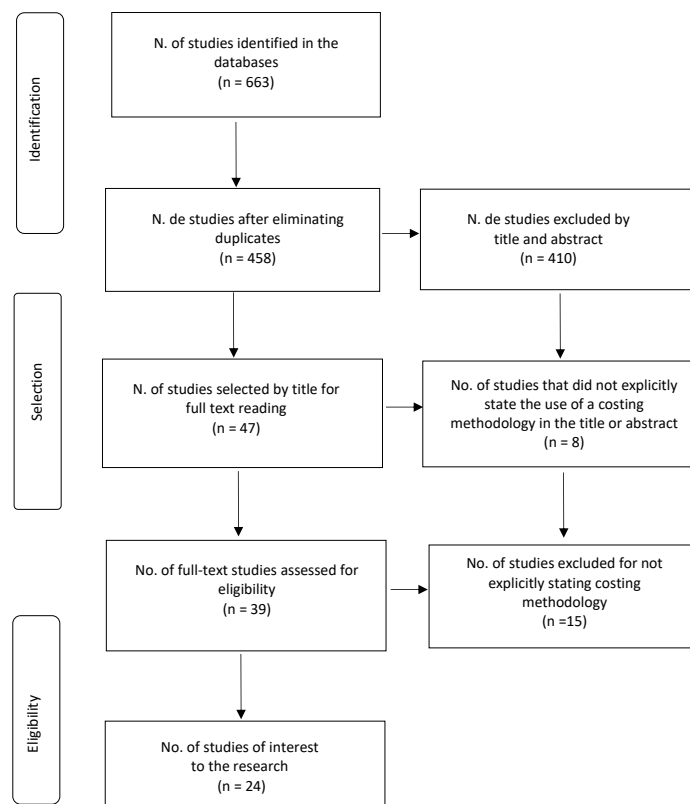 Identification
N. of studies identified in the
databases
(n = 663)
N. de studies after eliminating
duplicates
(n = 458)
N. de studies excluded by
title and abstract
(n = 410)
Selection
N. of studies selected by title for
full text reading
(n = 47)
No. of studies that did not explicitly
state the use of a costing
methodology in the title or abstract
(n = 8)
No. of full-text studies assessed for
eligibility
(n = 39)
No. of studies excluded for not
explicitly stating costing
methodology
(n =15)
Eligibility
No. of studies of interest
to the research
(n = 24)